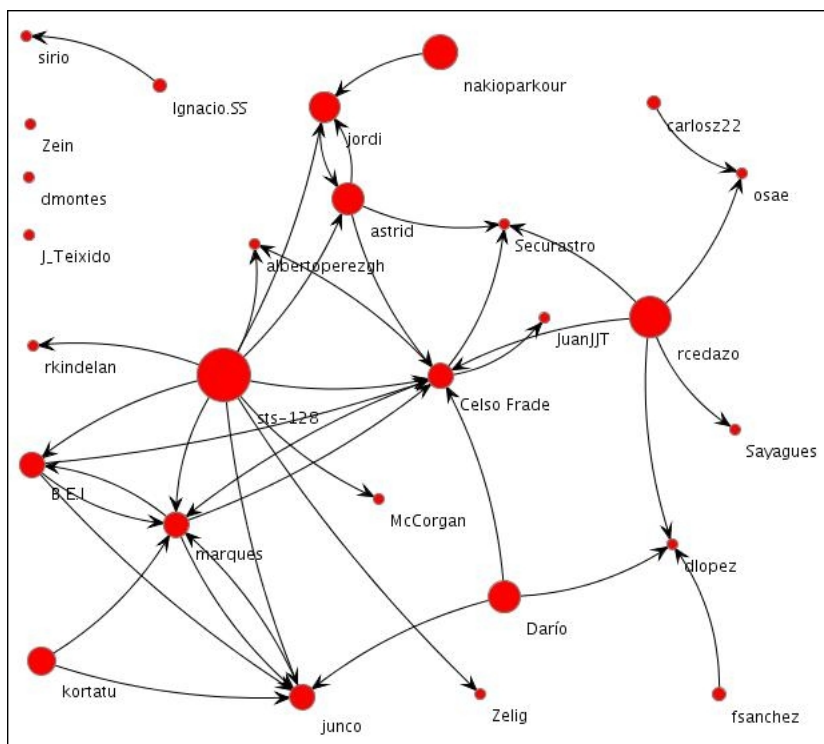 sirio
Ignacio.SS
nakioparkour
Zein
jordi
carlosz22
dmontes
osae
J_Teixido
astrid
Securastro
albertoperezgh
rkindelan
JuanJJT
rcedazo
sts-128
Celso Frade
Sayagues
B.E.I
McCorgan
marques
dlopez
Darío
kortatu
junco
Zelig
fsanchez